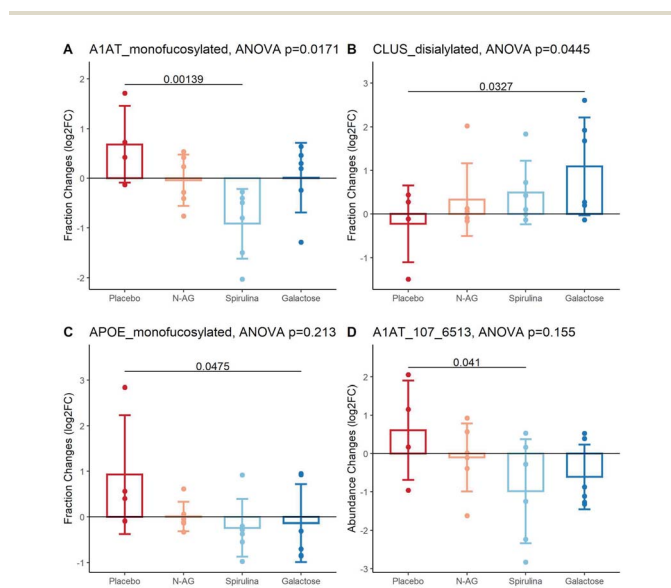 A A1AT_monofucosylated, ANOVA p=0.0171
0.00139
2
1
0
-1
-2
Fraction Changes (log2FC)
Placebo N-AG Spirulina Galactose
B CLUS_disialylated, ANOVA p=0.0445
0.0327
3
2
1
0
-1
Fraction Changes (log2FC)
Placebo N-AG Spirulina Galactose
C APOE_monofucosylated, ANOVA p=0.213
0.0475
3
2
1
0
-1
Fraction Changes (log2FC)
Placebo N-AG Spirulina Galactose
D A1AT_107_6513, ANOVA p=0.155
0.041
2
1
0
-1
-2
-3
Abundance Changes (log2FC)
Placebo N-AG Spirulina Galactose